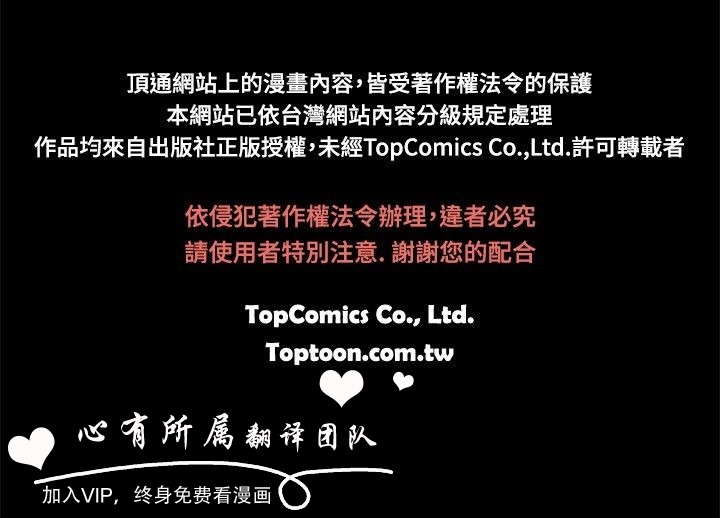 頂通網站上的漫畫內容,皆受著作權法令的保護
本網站已依台灣網站內容分級規定處理
作品均來自出版社正版授權,未經TopComics Co.,Ltd.許可轉載者
依侵犯著作權法令辦理,違者必究
請使用者特別注意. 謝謝您的配合
TopComics Co., Ltd.
Toptoon.com.tw
心有所属翻译团队
加入VIP，终身免费看漫画